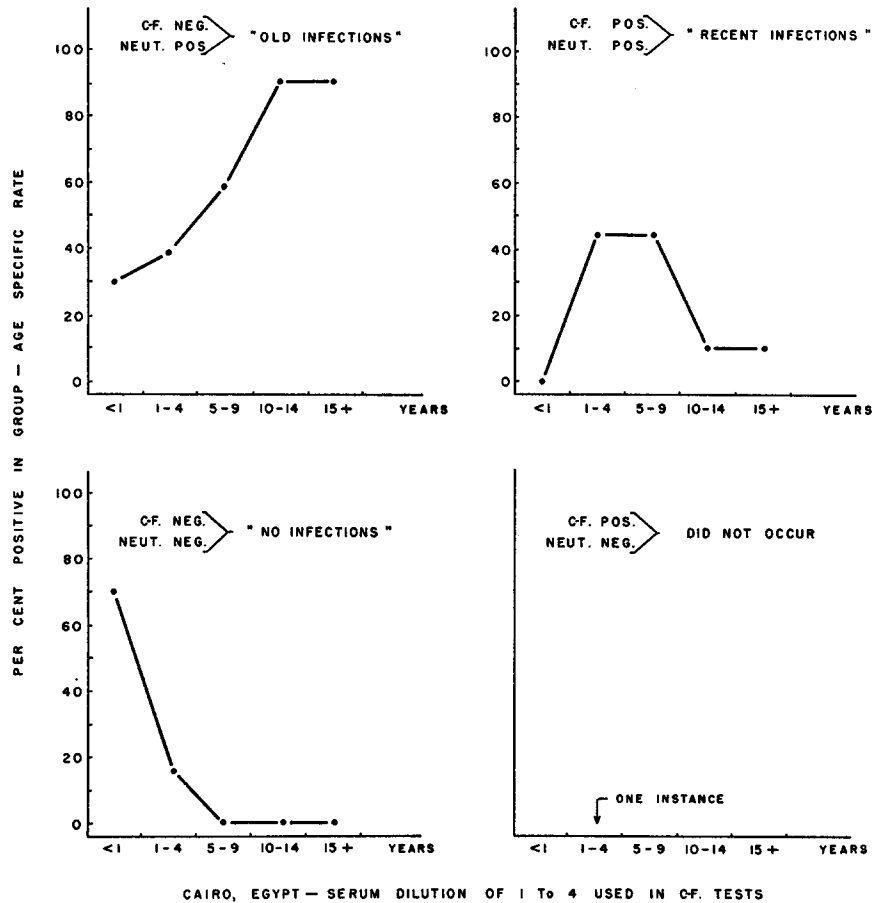 PER CENT POSITIVE IN GROUP — AGE SPECIFIC RATE
C-F. NEG.
NEUT. POS.
"OLD INFECTIONS"
100
80
60
40
20
0
<1 1-4 5-9 10-14 15+ YEARS
C-F. POS.
NEUT. POS.
"RECENT INFECTIONS"
100
80
60
40
20
0
<1 1-4 5-9 10-14 15+ YEARS
C-F. NEG.
NEUT. NEG.
"NO INFECTIONS"
100
80
60
40
20
0
<1 1-4 5-9 10-14 15+ YEARS
C-F. POS.
NEUT. NEG.
DID NOT OCCUR
ONE INSTANCE
<1 1-4 5-9 10-14 15+ YEARS
CAIRO, EGYPT — SERUM DILUTION OF 1 To 4 USED IN C-F. TESTS